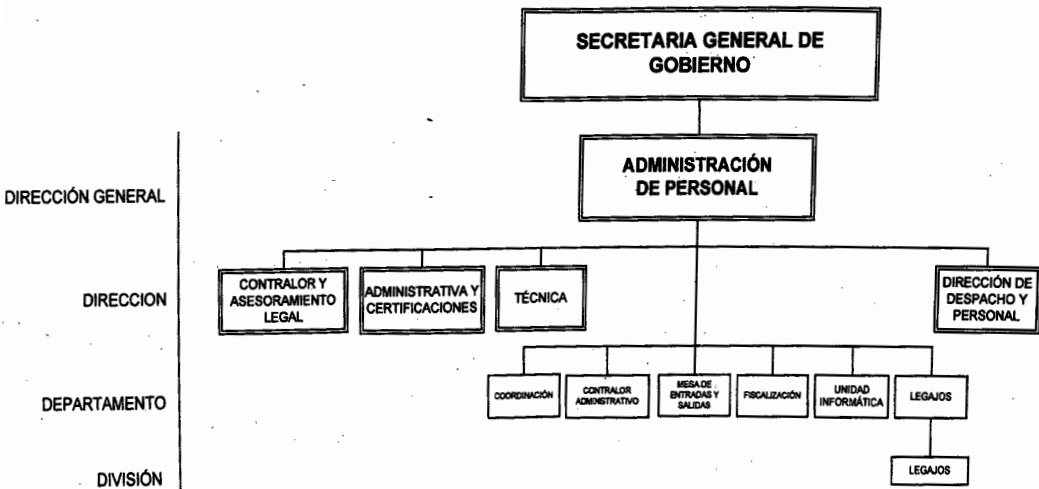 SECRETARIA GENERAL DE
GOBIERNO
ADMINISTRACIÓN
DE PERSONAL
DIRECCIÓN GENERAL
DIRECCION
CONTRALOR Y
ASESORAMIENTO
LEGAL
ADMINISTRATIVA Y
CERTIFICACIONES
TÉCNICA
DIRECCIÓN DE
DESPACHO Y
PERSONAL
DEPARTAMENTO
COORDINACIÓN
CONTRALOR
ADMINISTRATIVO
MESA DE
ENTRADAS Y
SALIDAS
FISCALIZACIÓN
UNIDAD
INFORMÁTICA
LEGAJOS
DIVISIÓN
LEGAJOS